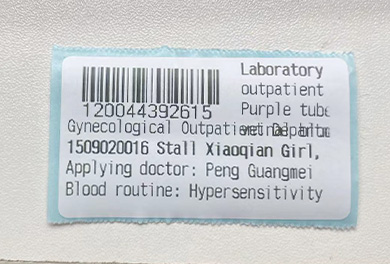 Laboratory
outpatient
120044392615 Purple tube
Gynecological Outpatient
1509020016 Stall Xiaoqian Girl,
Applying doctor: Peng Guangmei
Blood routine: Hypersensitivity